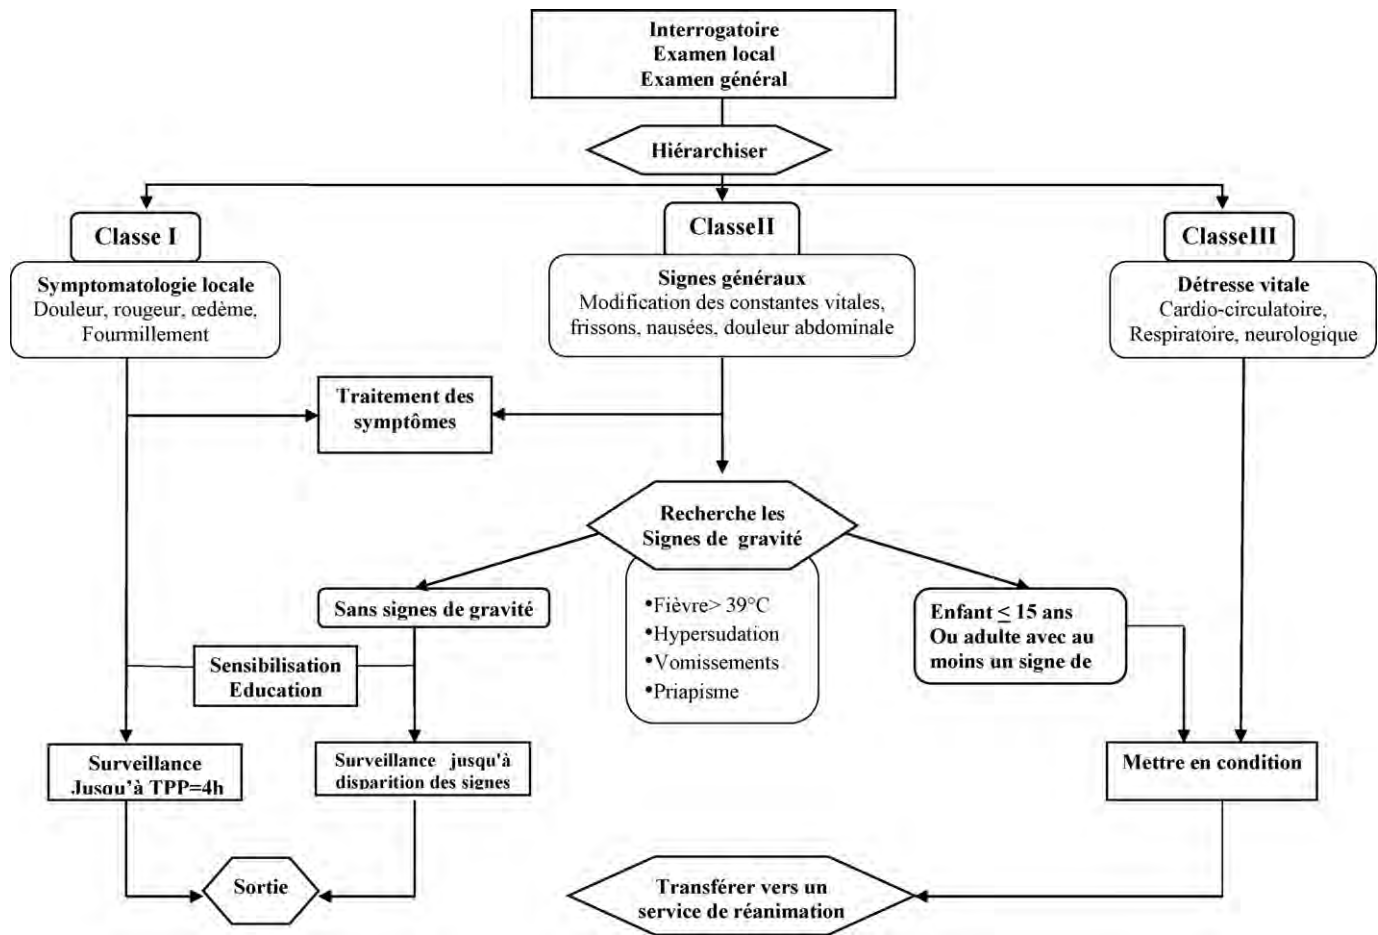 Interrogatoire
Examen local
Examen général
Hiérarchiser
Classe I
Symptomatologie locale
Douleur, rougeur, œdème,
Fourmillement
ClasseII
Signes généraux
Modification des constantes vitales,
frissons, nausées, douleur abdominale
ClasseIII
Détresse vitale
Cardio-circulatoire,
Respiratoire, neurologique
Traitement des
symptômes
Recherche les
Signes de gravité
•Fièvre> 39°C
•Hypersudation
•Vomissements
•Priapisme
Sans signes de gravité
Enfant ≤ 15 ans
Ou adulte avec au
moins un signe de
Sensibilisation
Education
Surveillance
Jusqu'à TPP=4h
Surveillance jusqu'à
disparition des signes
Mettre en condition
Sortie
Transférer vers un
service de réanimation